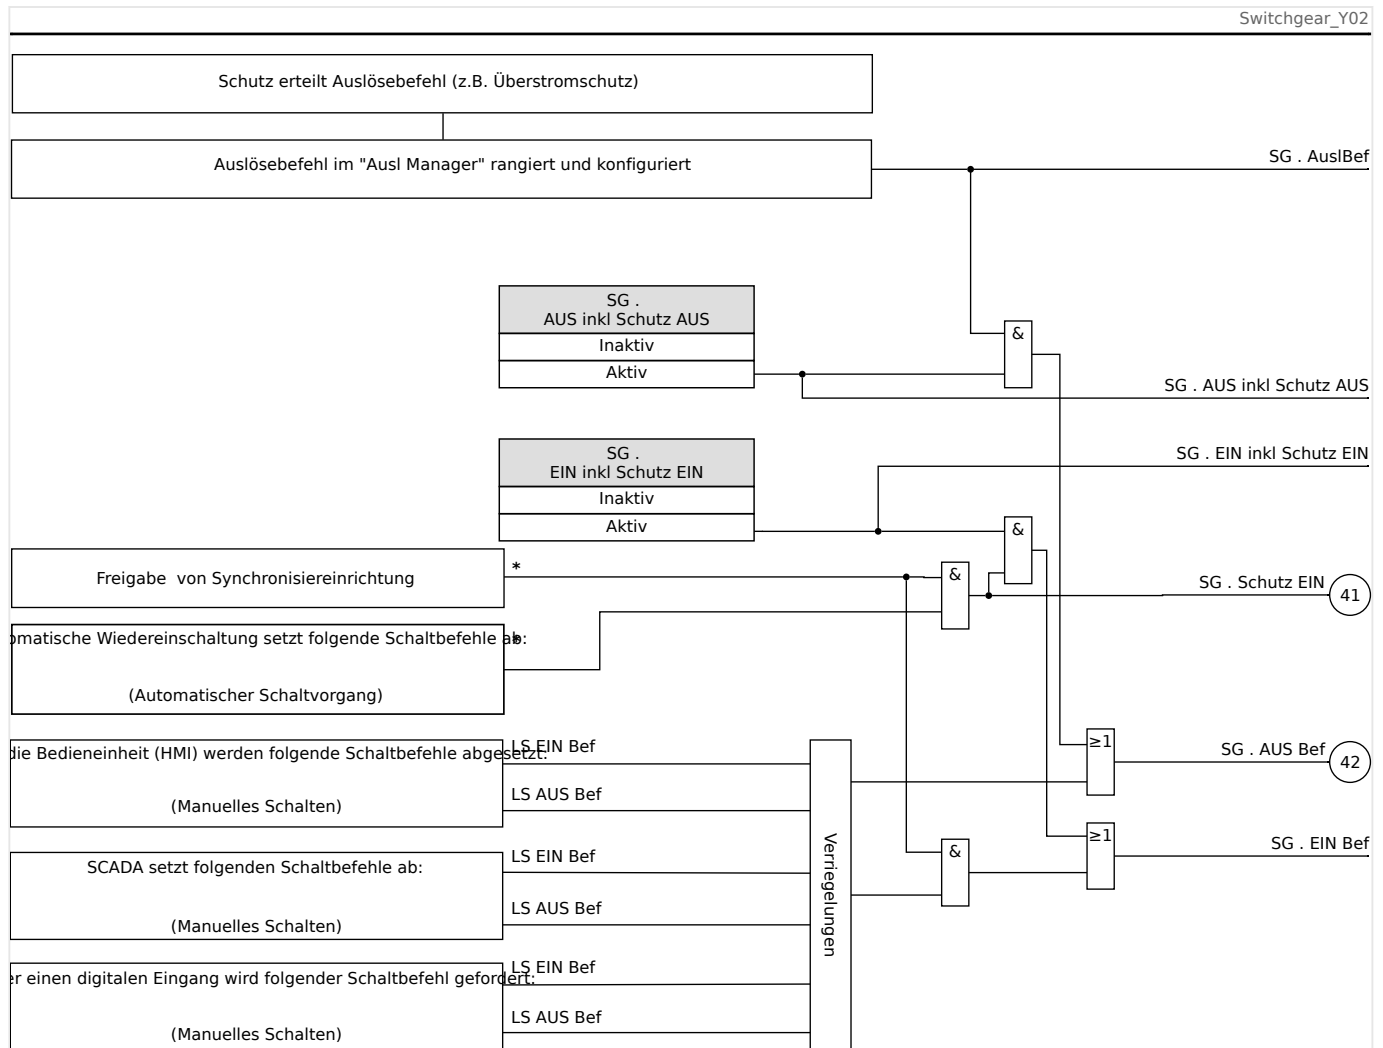 Switchgear_Y02
Schutz erteilt Auslösebefehl (z.B. Überstromschutz)
Auslösebefehl im "Ausl Manager" rangiert und konfiguriert
SG . AuslBef
SG .
AUS inkl Schutz AUS
Inaktiv
Aktiv
&
SG . AUS inkl Schutz AUS
SG .
EIN inkl Schutz EIN
Inaktiv
Aktiv
SG . EIN inkl Schutz EIN
&
Freigabe von Synchronisiereinrichtung
*
&
SG . Schutz EIN
41
omatische Wiedereinschaltung setzt folgende Schaltbefehle ab:
*
(Automatischer Schaltvorgang)
die Bedieneinheit (HMI) werden folgende Schaltbefehle abgesetzt:
(Manuelles Schalten)
LS EIN Bef
LS AUS Bef
≥1
SG . AUS Bef
42
SCADA setzt folgenden Schaltbefehle ab:
(Manuelles Schalten)
LS EIN Bef
LS AUS Bef
Verriegelungen
&
≥1
SG . EIN Bef
er einen digitalen Eingang wird folgender Schaltbefehl gefordert:
(Manuelles Schalten)
LS EIN Bef
LS AUS Bef